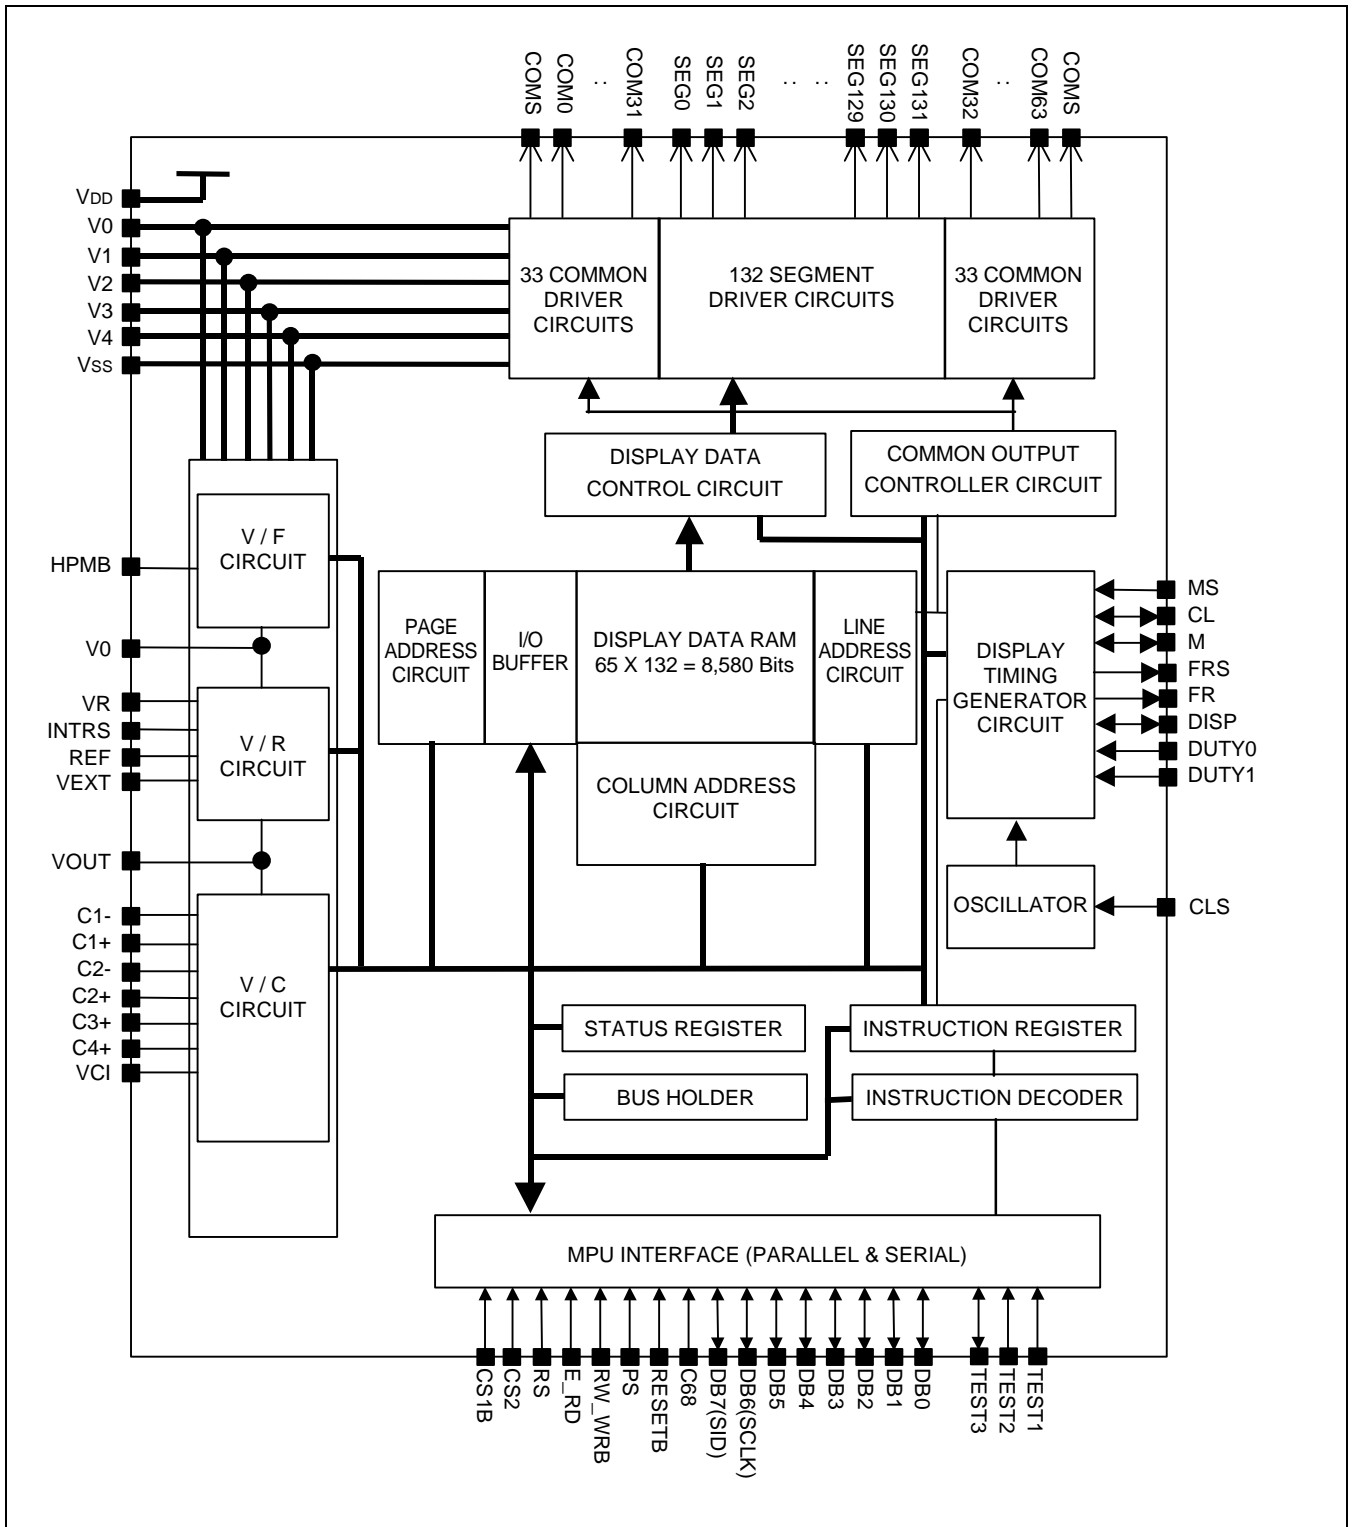 COMS
COM0
: :
COM31
SEG0
SEG1
SEG2
: :
: :
SEG129
SEG130
SEG131
COM32
: :
COM63
COMS
VDD
V0
V1
V2
V3
V4
VSS
33 COMMON
DRIVER
CIRCUITS
132 SEGMENT
DRIVER CIRCUITS
33 COMMON
DRIVER
CIRCUITS
DISPLAY DATA
CONTROL CIRCUIT
COMMON OUTPUT
CONTROLLER CIRCUIT
V / F
CIRCUIT
HPMB
V0
VR
INTRS
REF
VEXT
V / R
CIRCUIT
VOUT
C1-
C1+
C2-
C2+
C3+
C4+
VCI
V / C
CIRCUIT
PAGE
ADDRESS
CIRCUIT
I/O
BUFFER
DISPLAY DATA RAM
65 X 132 = 8,580 Bits
LINE
ADDRESS
CIRCUIT
COLUMN ADDRESS
CIRCUIT
DISPLAY
TIMING
GENERATOR
CIRCUIT
MS
CL
M
FRS
FR
DISP
DUTY0
DUTY1
OSCILLATOR
CLS
STATUS REGISTER
INSTRUCTION REGISTER
BUS HOLDER
INSTRUCTION DECODER
MPU INTERFACE (PARALLEL & SERIAL)
CS1B
CS2
RS
E_RD
RW_WRB
PS
RESETB
C68
DB7(SID)
DB6(SCLK)
DB5
DB4
DB3
DB2
DB1
DB0
TEST3
TEST2
TEST1